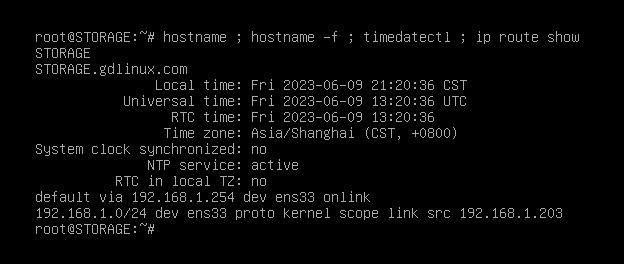 root@STORAGE:~# hostname ; hostname -f ; timedatectl ; ip route show
STORAGE
STORAGE.gdlinux.com
Local time: Fri 2023-06-09 21:20:36 CST
Universal time: Fri 2023-06-09 13:20:36 UTC
RTC time: Fri 2023-06-09 13:20:36
Time zone: Asia/Shanghai (CST, +0800)
System clock synchronized: no
NTP service: active
RTC in local TZ: no
default via 192.168.1.254 dev ens33 onlink
192.168.1.0/24 dev ens33 proto kernel scope link src 192.168.1.203
root@STORAGE:~#